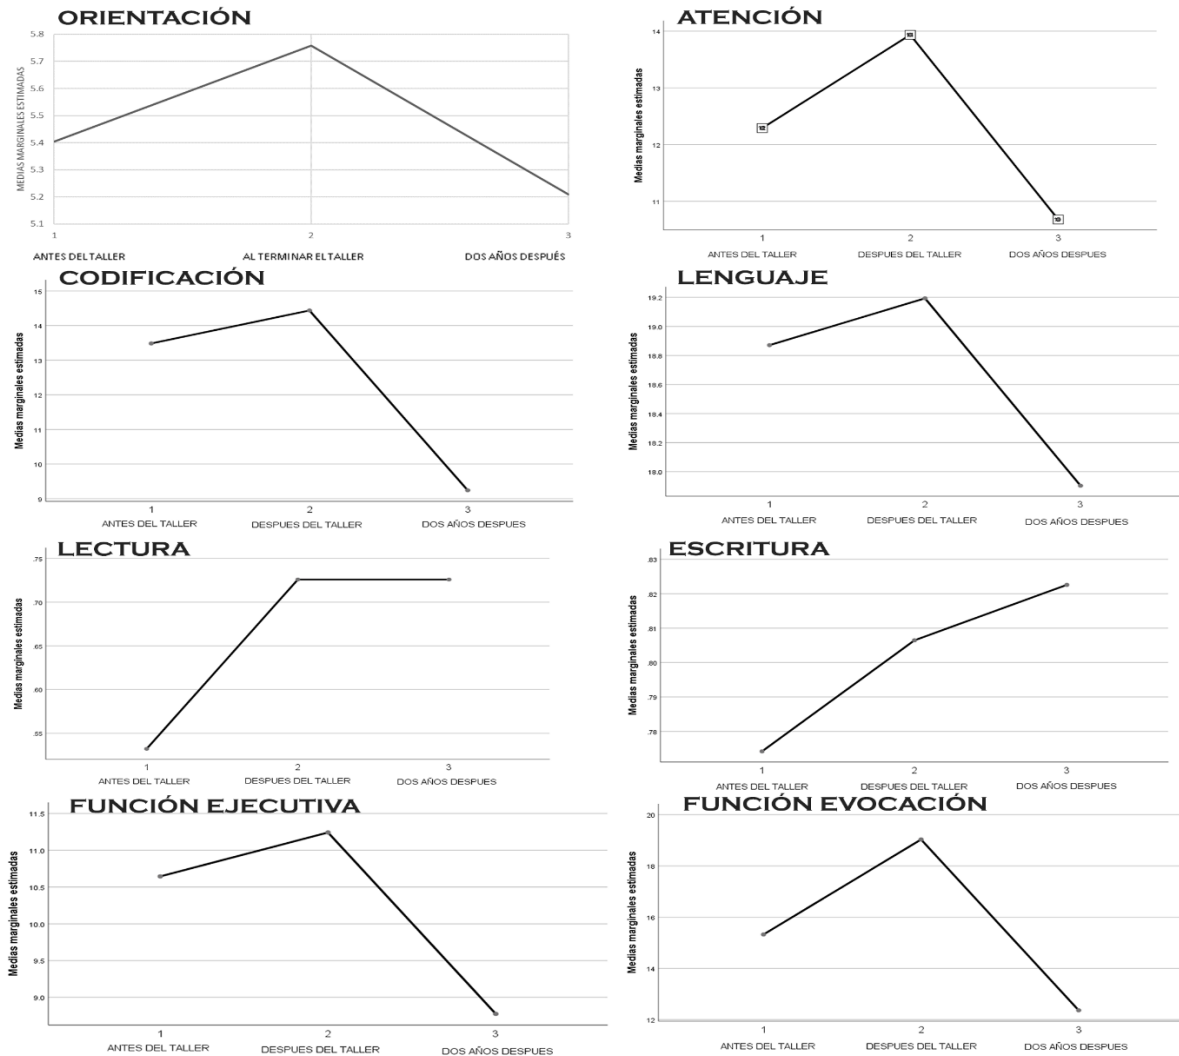 ORIENTACIÓN
MEDIAS MARGINALES ESTIMADAS
5.8
5.7
5.6
5.5
5.4
5.3
5.2
5.1
1 2 3
ANTES DEL TALLER AL TERMINAR EL TALLER DOS AÑOS DESPUÉS
ATENCIÓN
Medias marginales estimadas
14
13
12
11
1 2 3
ANTES DEL TALLER DESPUES DEL TALLER DOS AÑOS DESPUES
CODIFICACIÓN
Medias marginales estimadas
15
14
13
12
11
10
9
1 2 3
ANTES DEL TALLER DESPUES DEL TALLER DOS AÑOS DESPUES
LENGUAJE
Medias marginales estimadas
19.2
19.0
18.8
18.6
18.4
18.2
18.0
1 2 3
ANTES DEL TALLER DESPUES DEL TALLER DOS AÑOS DESPUES
LECTURA
Medias marginales estimadas
.75
.70
.65
.60
.55
1 2 3
ANTES DEL TALLER DESPUES DEL TALLER DOS AÑOS DESPUES
ESCRITURA
Medias marginales estimadas
.83
.82
.81
.80
.79
.78
1 2 3
ANTES DEL TALLER DESPUES DEL TALLER DOS AÑOS DESPUES
FUNCIÓN EJECUTIVA
Medias marginales estimadas
11.5
11.0
10.5
10.0
9.5
9.0
1 2 3
ANTES DEL TALLER DESPUES DEL TALLER DOS AÑOS DESPUES
FUNCIÓN EVOCACIÓN
Medias marginales estimadas
20
18
16
14
12
1 2 3
ANTES DEL TALLER DESPUES DEL TALLER DOS AÑOS DESPUES